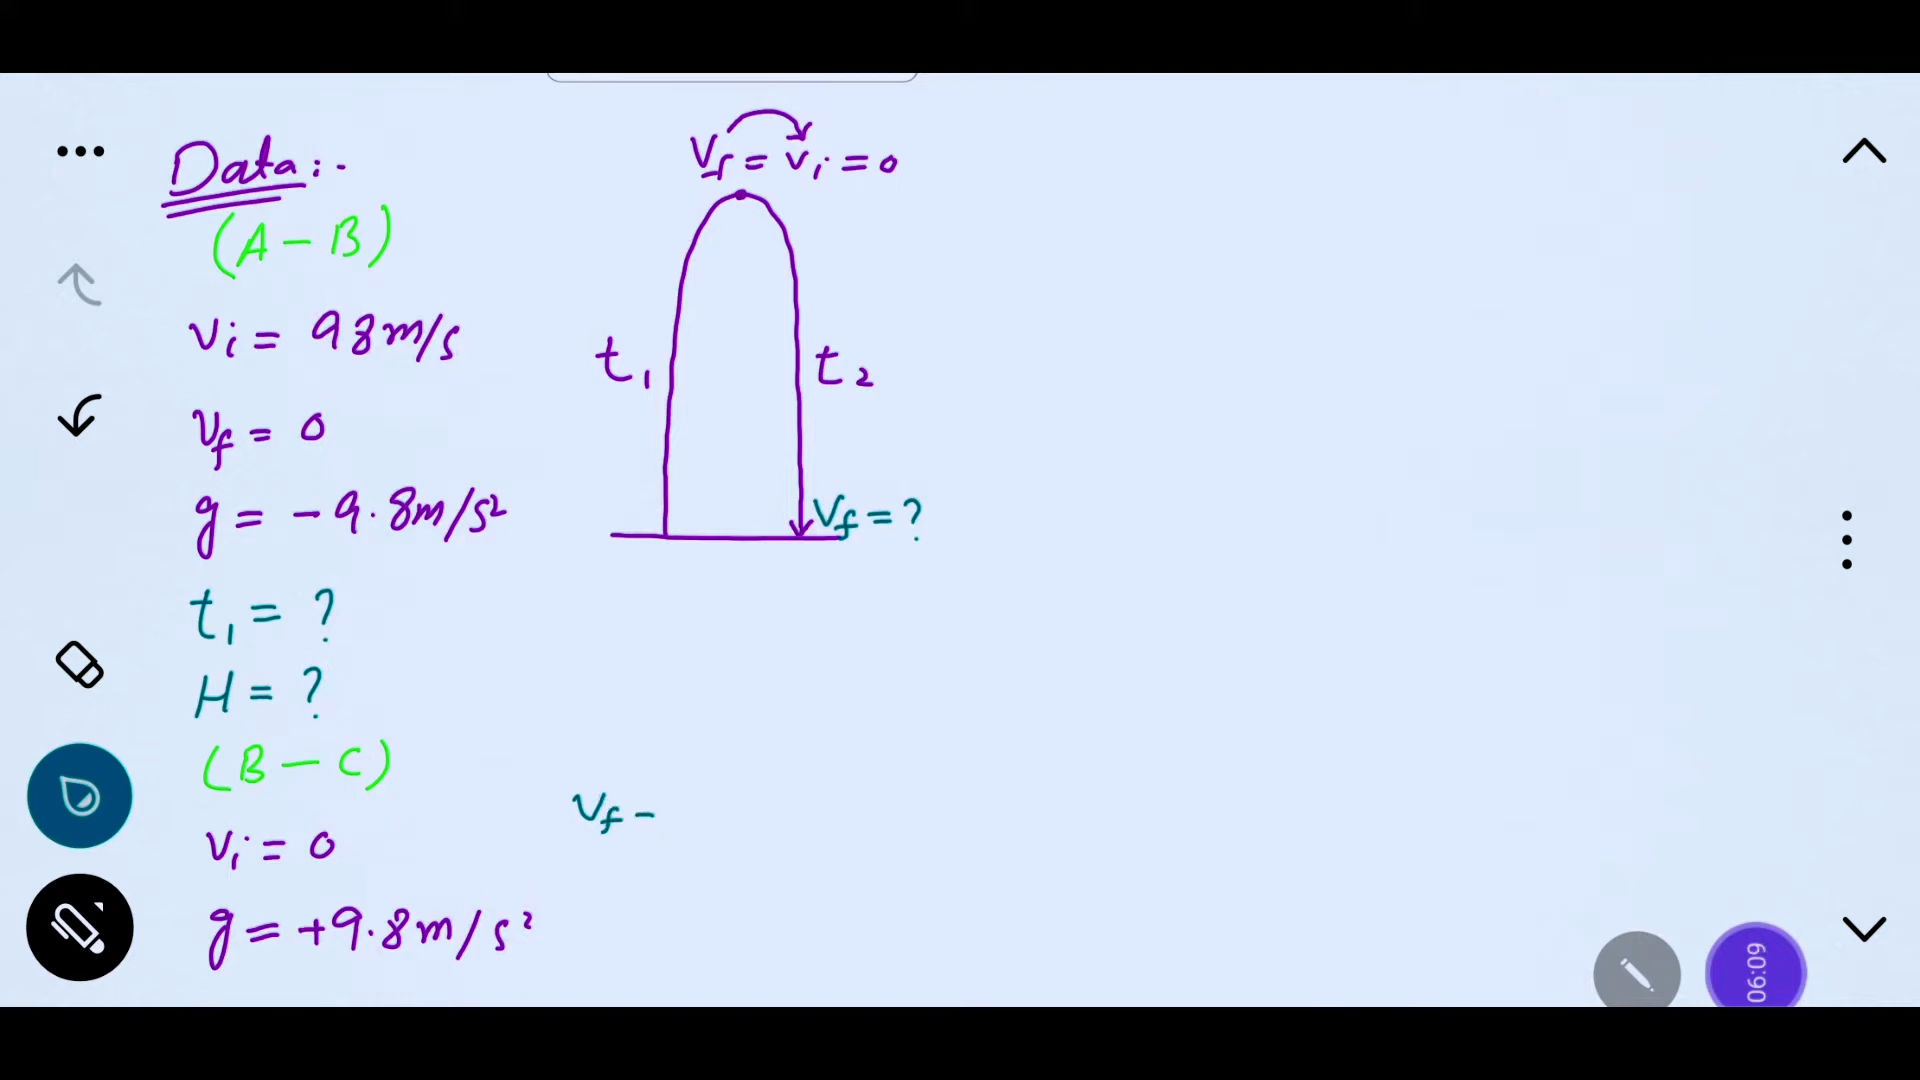 Data:-
(A - B)
vi = 98m/s
Vf = 0
g = -9.8m/s²
t₁ = ?
H = ?
(B - C)
vi = 0
g = +9.8m/s²
Vf = vi = 0
t₁
t₂
Vf = ?
Vf -
06:09